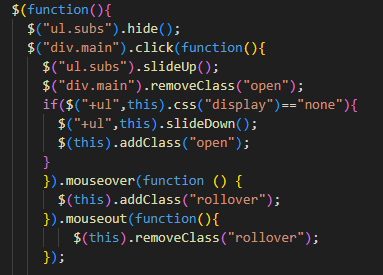 $(function(){
  $("ul.subs").hide();
  $("div.main").click(function(){
    $("ul.subs").slideUp();
    $("div.main").removeClass("open");
    if($("+ul",this).css("display")=="none"){
      $("+ul",this).slideDown();
      $(this).addClass("open");
    }
    }).mouseover(function () {
      $(this).addClass("rollover");
    }).mouseout(function(){
        $(this).removeClass("rollover");
    });